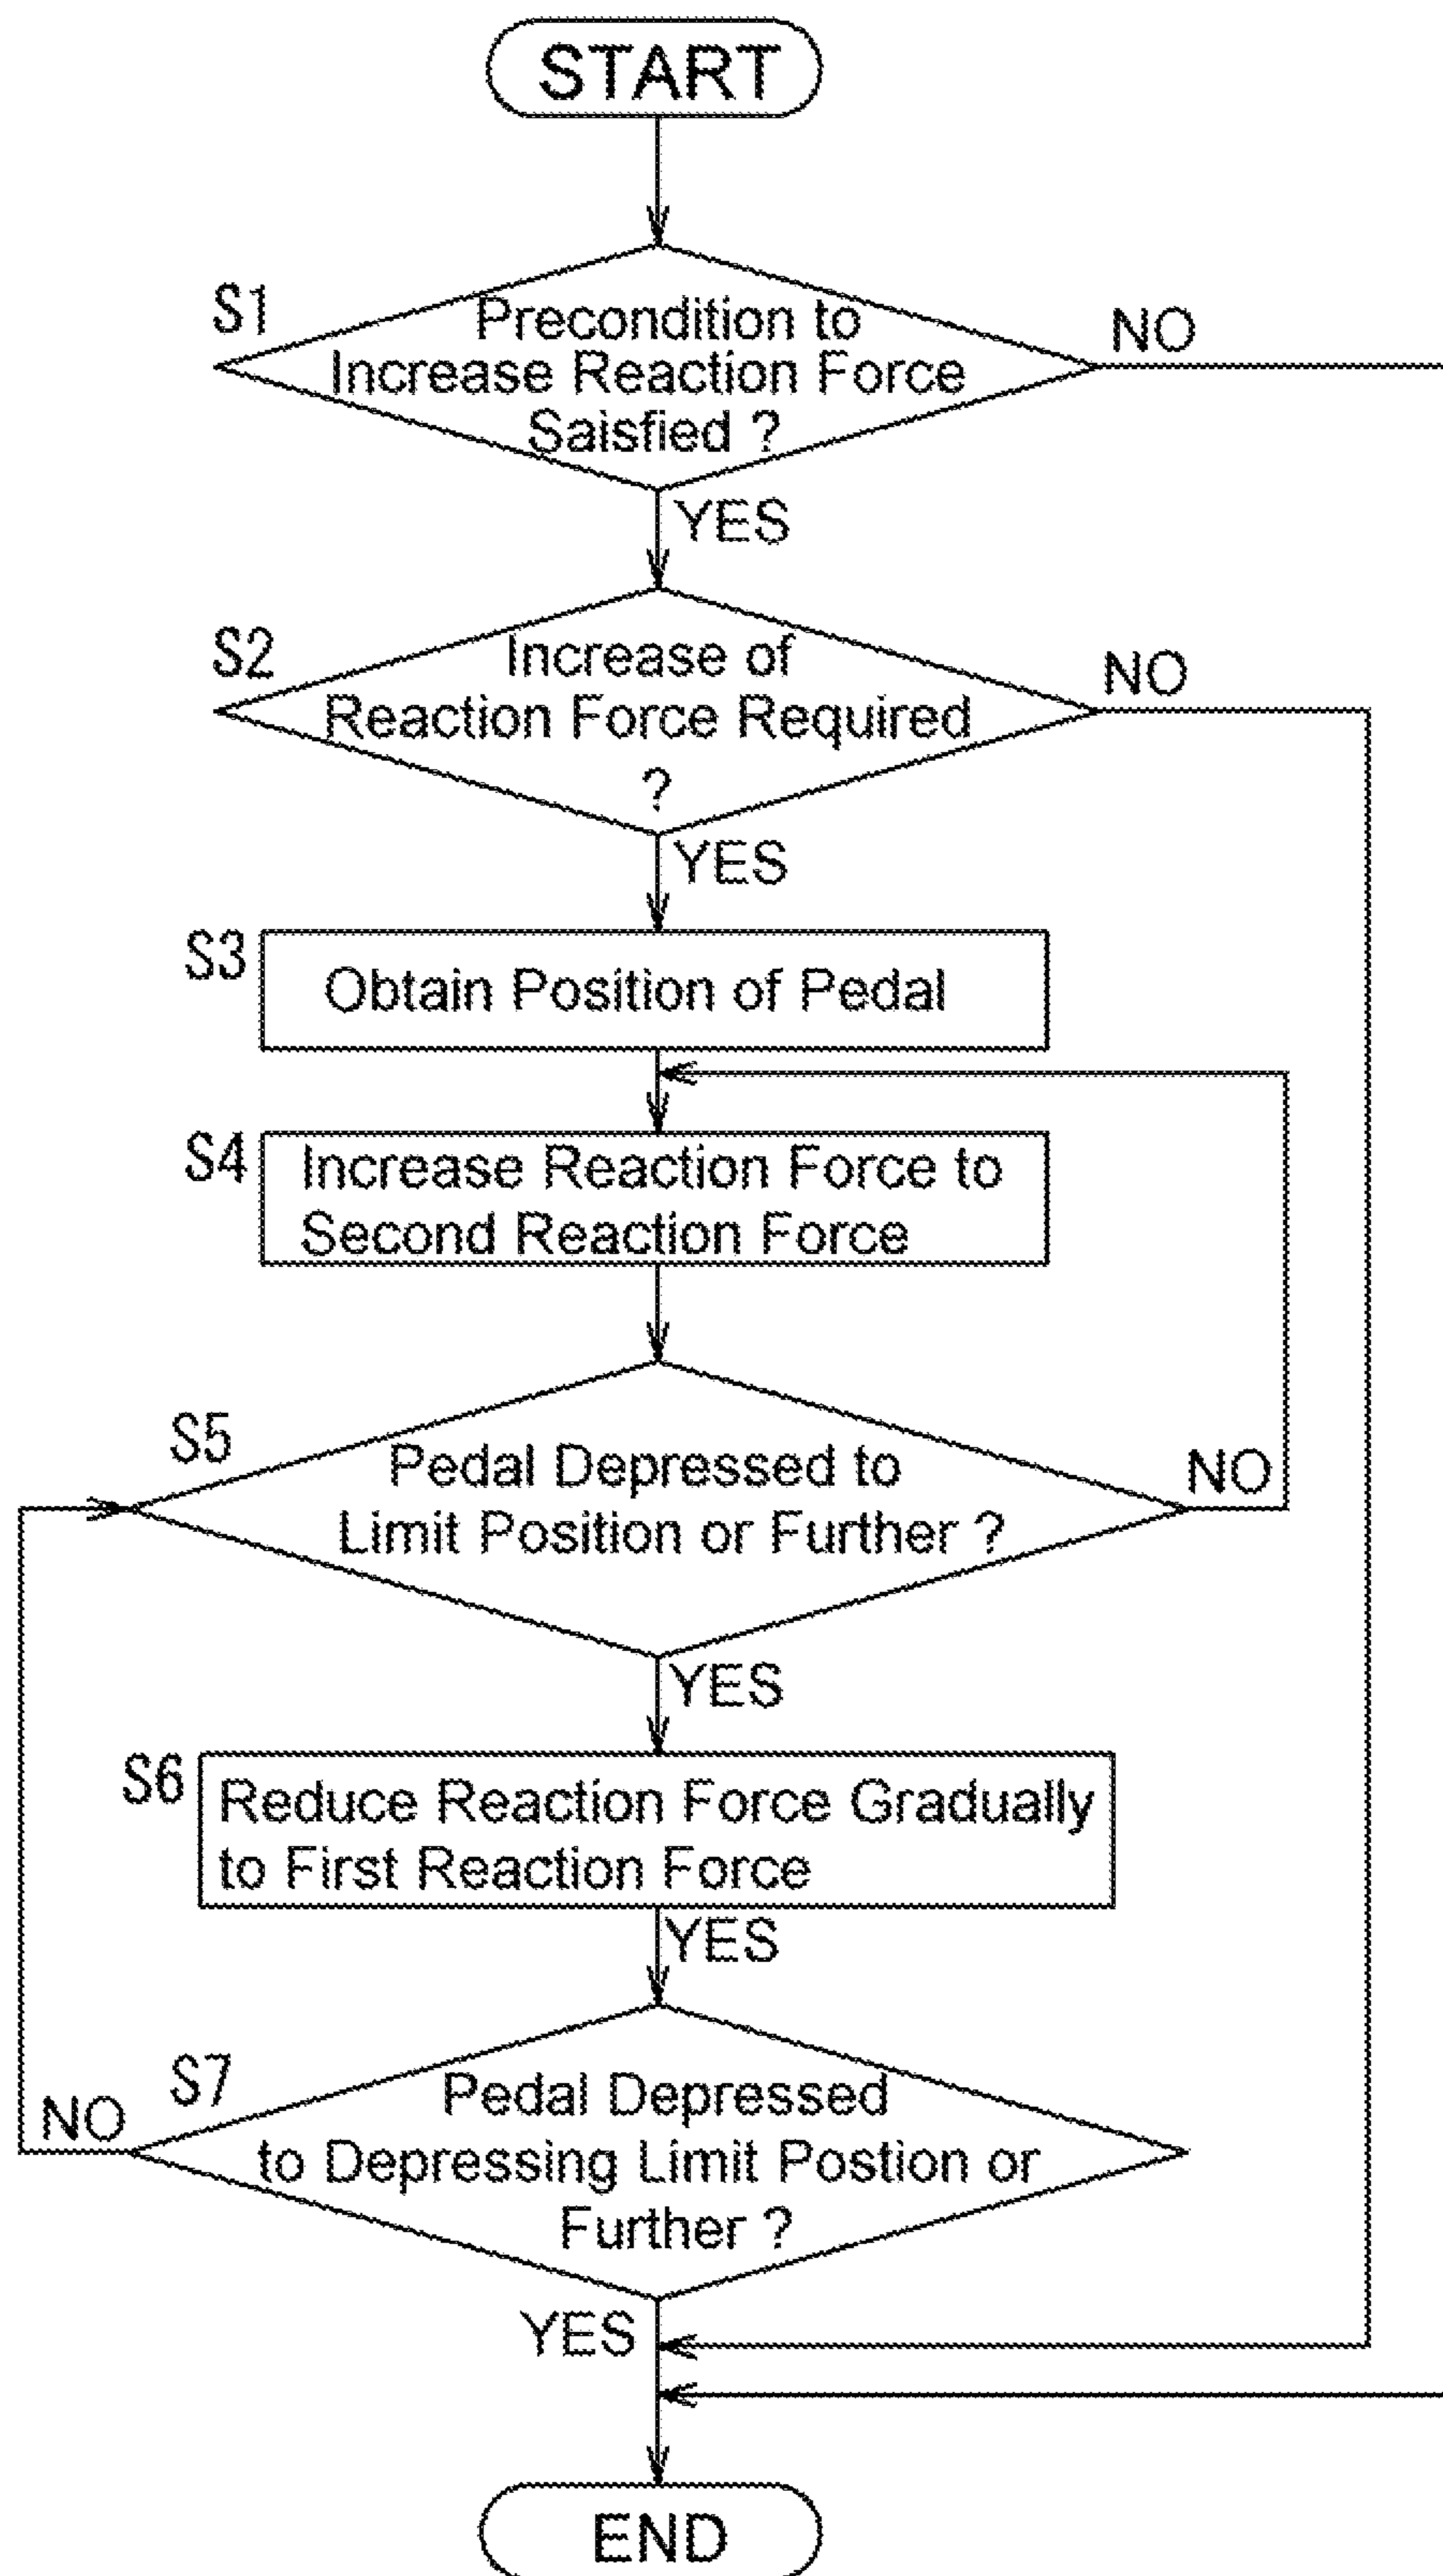 START
S1
Precondition to
Increase Reaction Force
Saisfied ?
NO
YES
S2
Increase of
Reaction Force Required
?
NO
YES
S3
Obtain Position of Pedal
S4
Increase Reaction Force to
Second Reaction Force
S5
Pedal Depressed to
Limit Position or Further ?
NO
YES
S6
Reduce Reaction Force Gradually
to First Reaction Force
YES
S7
Pedal Depressed
to Depressing Limit Postion or
Further ?
NO
YES
END